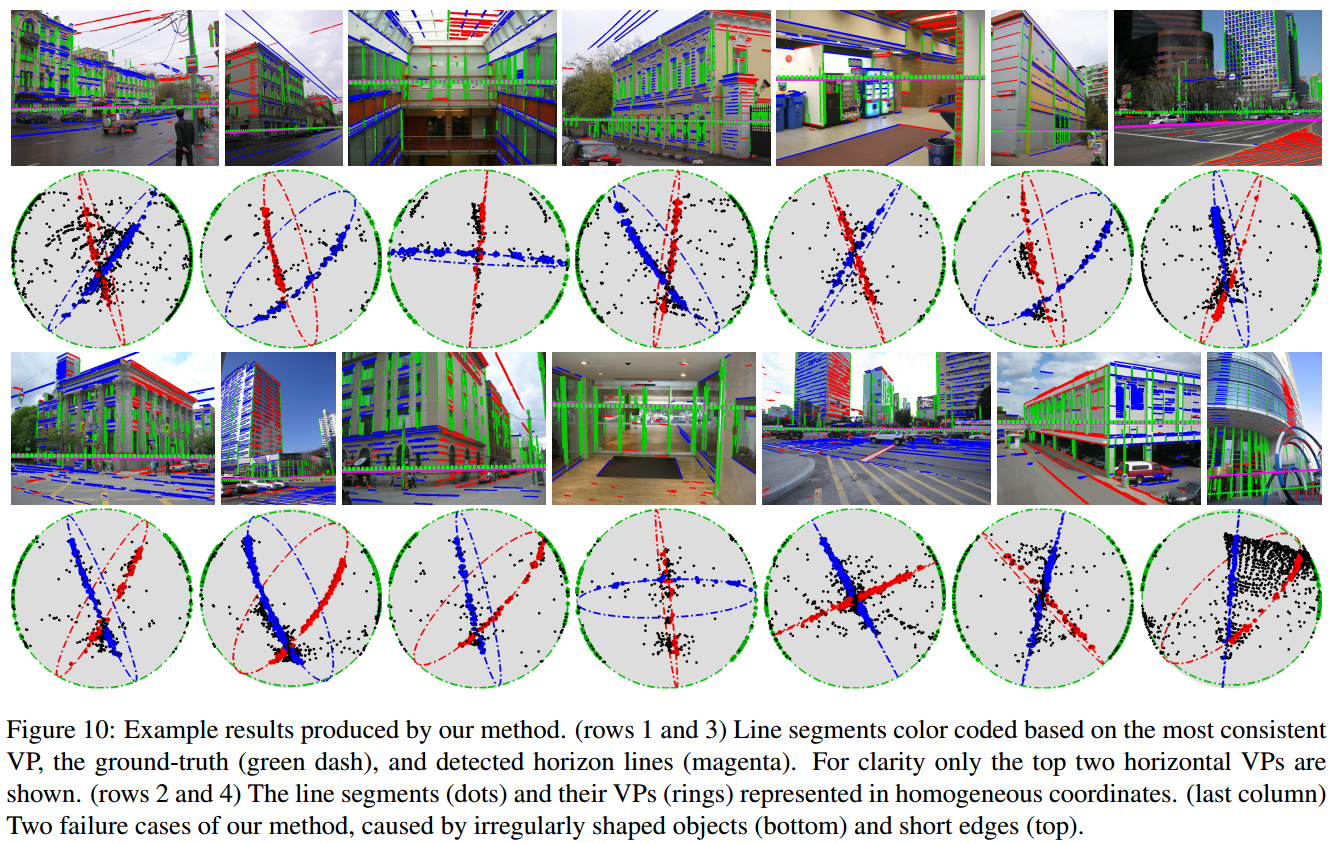 Figure 10: Example results produced by our method. (rows 1 and 3) Line segments color coded based on the most consistent
VP, the ground-truth (green dash), and detected horizon lines (magenta). For clarity only the top two horizontal VPs are
shown. (rows 2 and 4) The line segments (dots) and their VPs (rings) represented in homogeneous coordinates. (last column)
Two failure cases of our method, caused by irregularly shaped objects (bottom) and short edges (top).